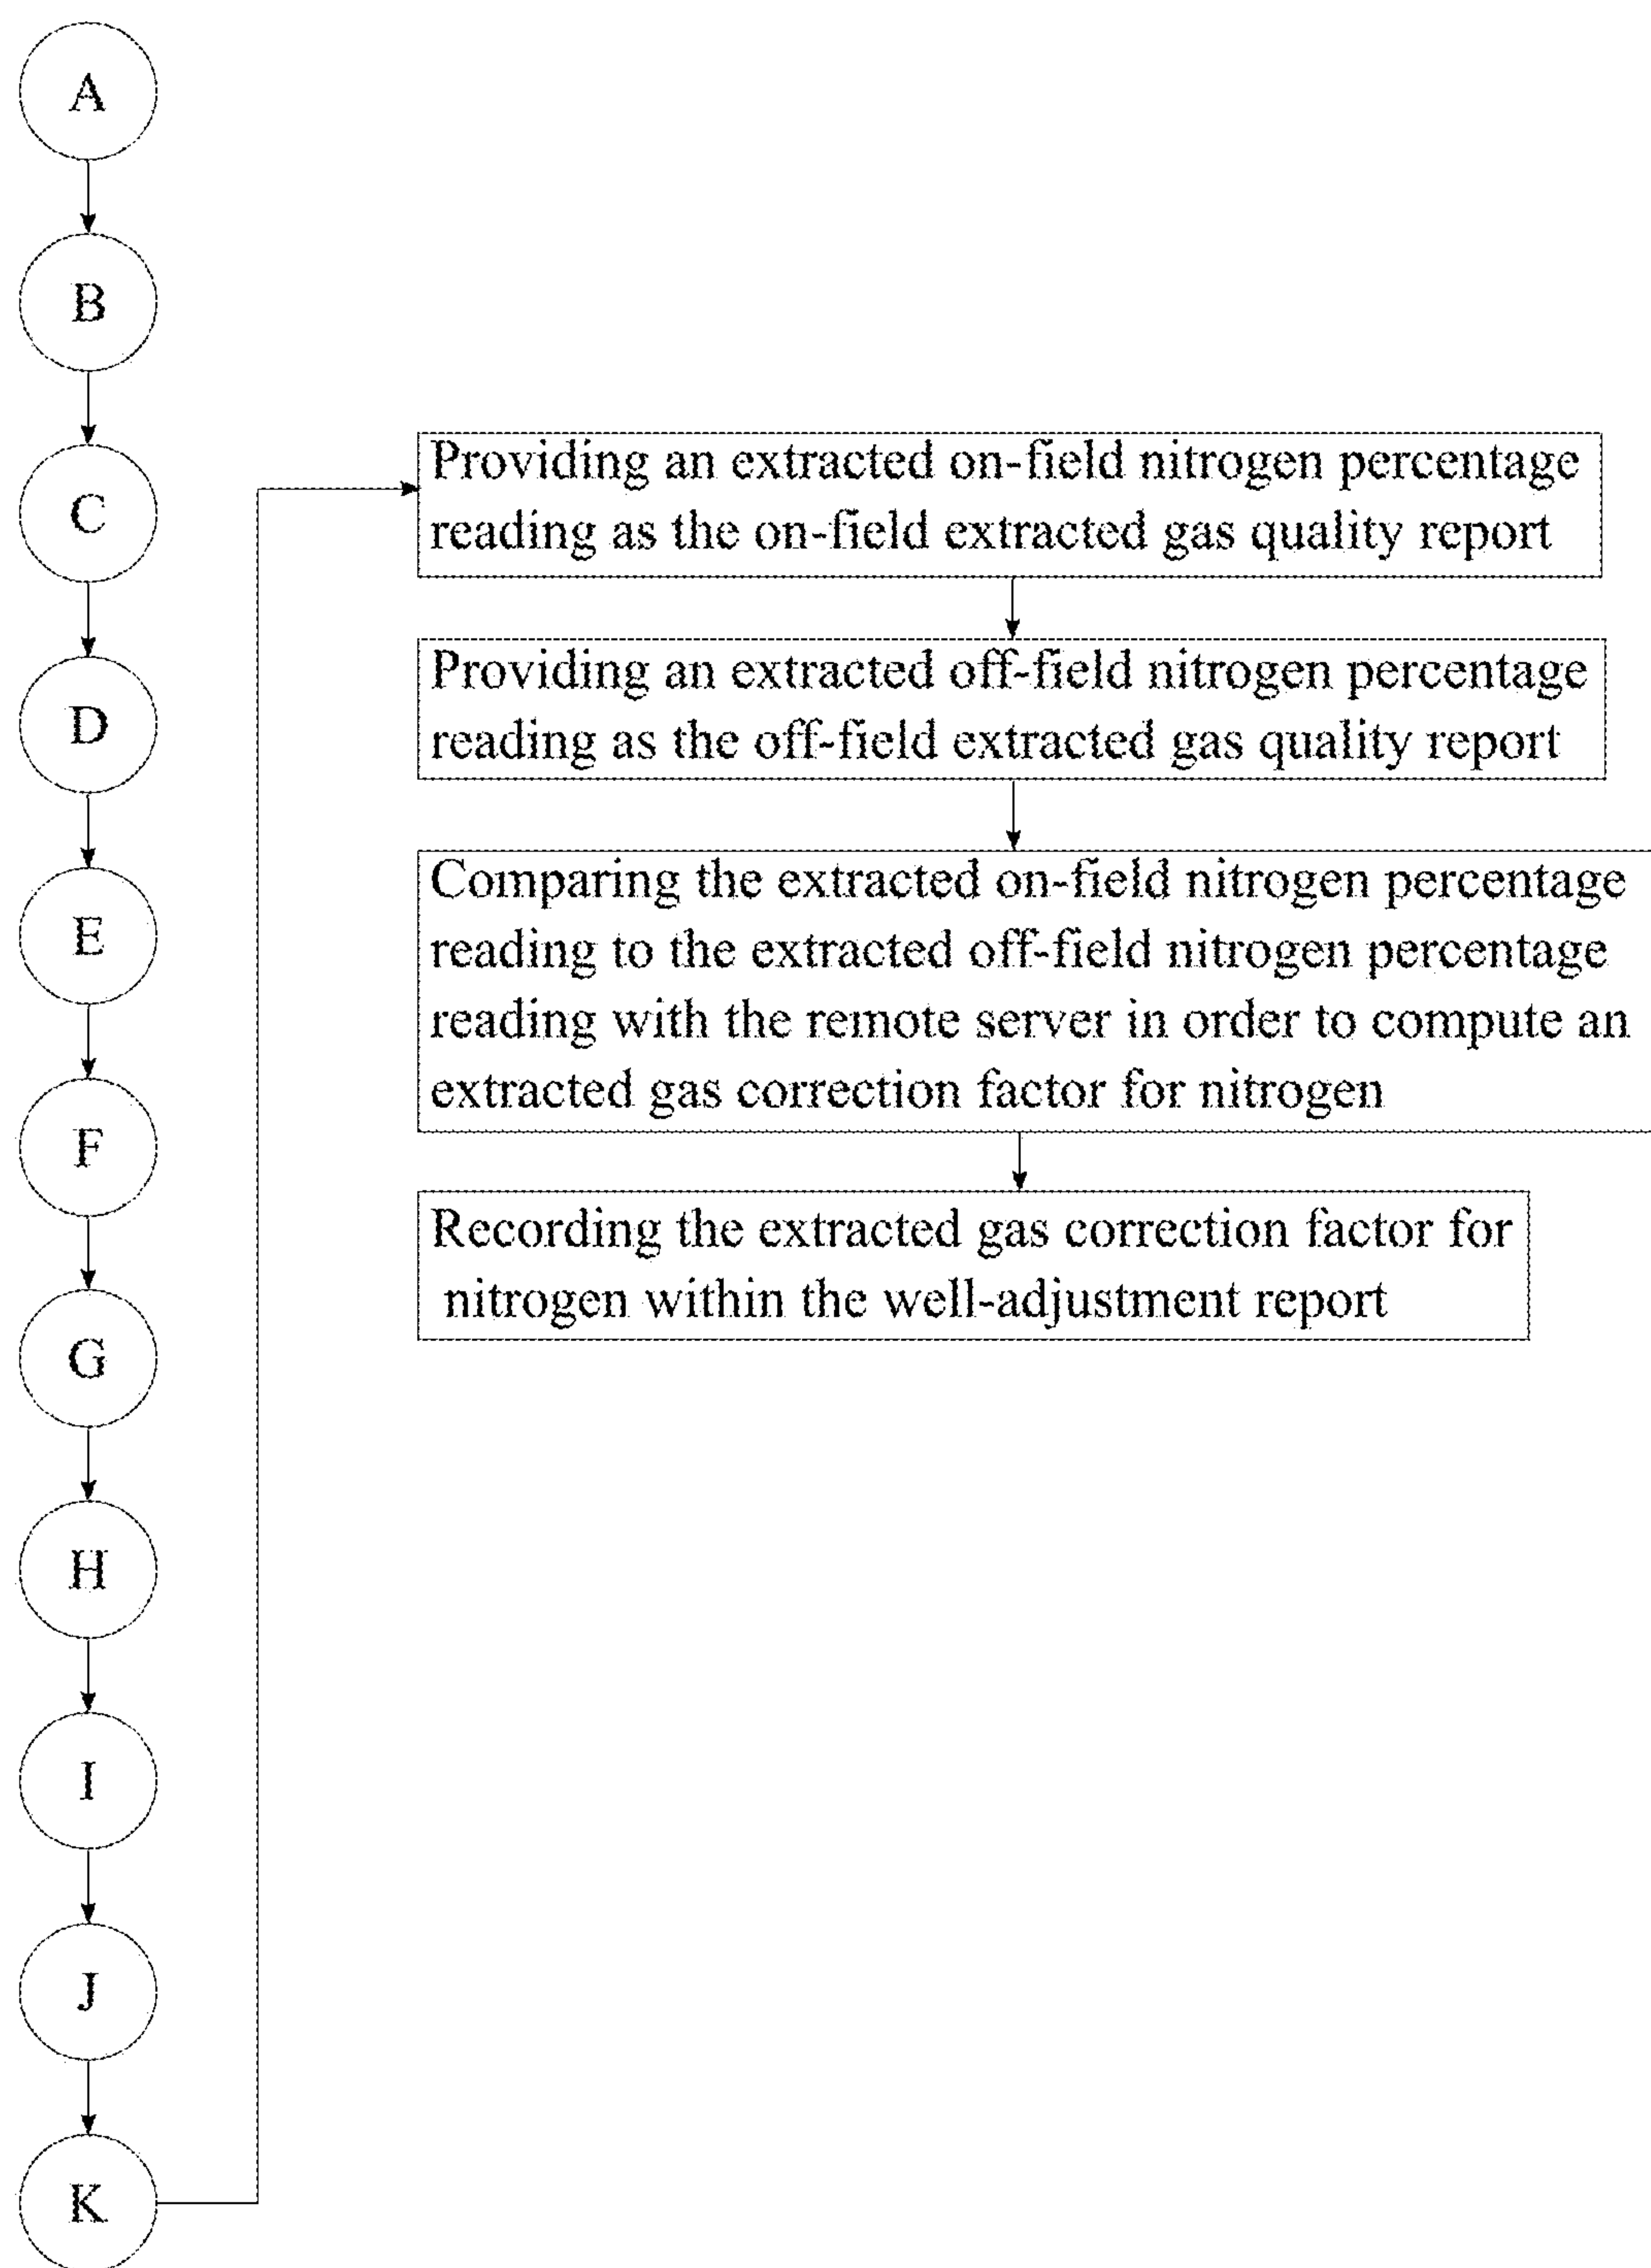 A
B
C
D
E
F
G
H
I
J
K
Providing an extracted on-field nitrogen percentage
reading as the on-field extracted gas quality report
Providing an extracted off-field nitrogen percentage
reading as the off-field extracted gas quality report
Comparing the extracted on-field nitrogen percentage
reading to the extracted off-field nitrogen percentage
reading with the remote server in order to compute an
extracted gas correction factor for nitrogen
Recording the extracted gas correction factor for
nitrogen within the well-adjustment report